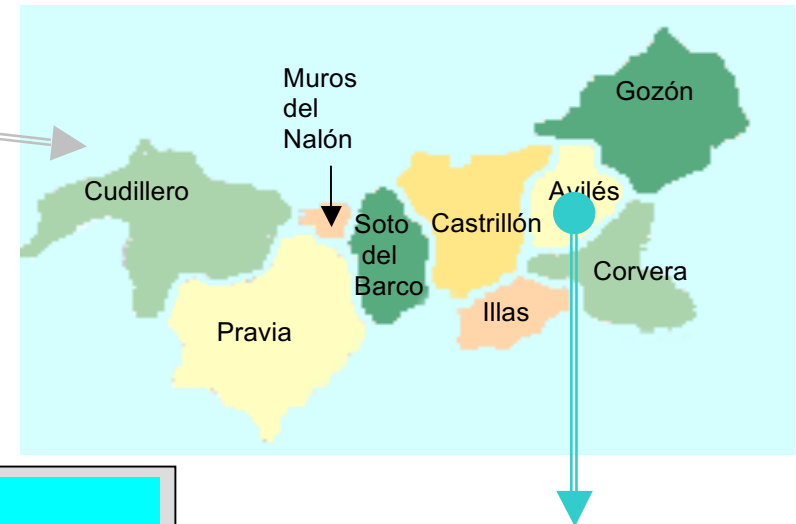 Muros
del
Nalón
Gozón
Cudillero
Avilés
Soto
del
Barco
Castrillón
Corvera
Illas
Pravia